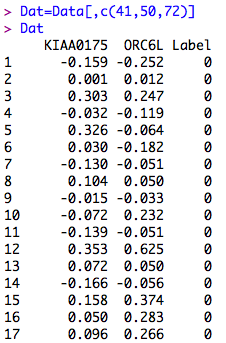 > Dat=Data[,c(41,50,72)]
> Dat
KIAA0175 ORC6L Label
1 -0.159 -0.252 0
2 0.001 0.012 0
3 0.303 0.247 0
4 -0.032 -0.119 0
5 0.326 -0.064 0
6 0.030 -0.182 0
7 -0.130 -0.051 0
8 0.104 0.050 0
9 -0.015 -0.033 0
10 -0.072 0.232 0
11 -0.139 -0.051 0
12 0.353 0.625 0
13 0.072 0.050 0
14 -0.166 -0.056 0
15 0.158 0.374 0
16 0.050 0.283 0
17 0.096 0.266 0